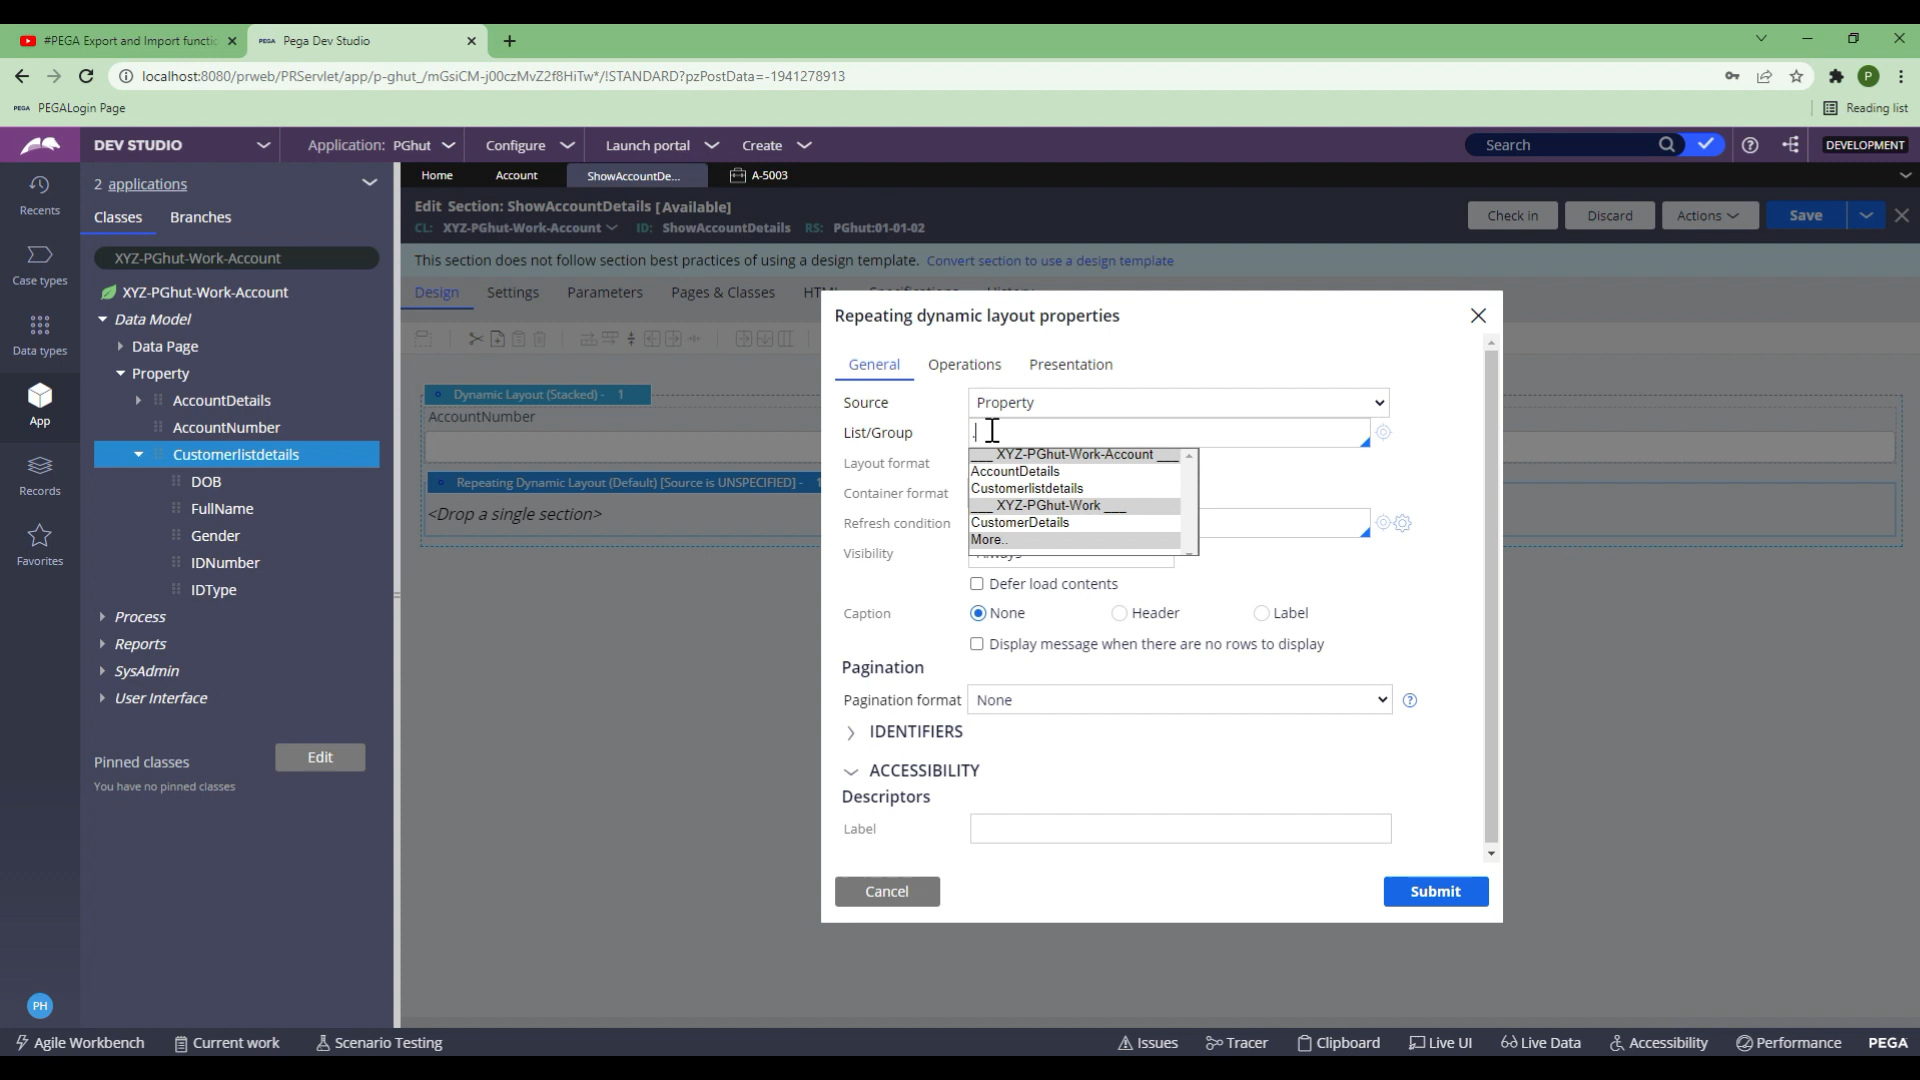 #PEGA Export and Import functio
PEGA Pega Dev Studio
localhost:8080/prweb/PRServlet/app/p-ghut_/mGsiCM-j00czMvZ2f8HiTw*/!STANDARD?pzPostData=-1941278913
P
PEGA PEGALogin Page
Reading list
DEV STUDIO
Application: PGhut
Configure
Launch portal
Create
Search
DEVELOPMENT
Recents
Case types
Data types
App
Records
Favorites
PH
2 applications
Classes Branches
XYZ-PGhut-Work-Account
XYZ-PGhut-Work-Account
Data Model
Data Page
Property
AccountDetails
AccountNumber
Customerlistdetails
DOB
FullName
Gender
IDNumber
IDType
Process
Reports
SysAdmin
User Interface
Pinned classes Edit
You have no pinned classes
Home Account ShowAccountDe... A-5003
Edit Section: ShowAccountDetails [Available]
CL: XYZ-PGhut-Work-Account ID: ShowAccountDetails RS: PGhut:01-01-02
Check in Discard Actions Save
This section does not follow section best practices of using a design template. Convert section to use a design template
Design Settings Parameters Pages & Classes HTML Specifications History
Dynamic Layout (Stacked) - 1
AccountNumber
Repeating Dynamic Layout (Default) [Source is UNSPECIFIED] - 1
<Drop a single section>
Repeating dynamic layout properties
General Operations Presentation
Source Property
List/Group .
___ XYZ-PGhut-Work-Account ___
AccountDetails
Customerlistdetails
___ XYZ-PGhut-Work ___
CustomerDetails
More..
Layout format
Container format
Refresh condition
Visibility Always
Defer load contents
Caption None Header Label
Display message when there are no rows to display
Pagination
Pagination format None
IDENTIFIERS
ACCESSIBILITY
Descriptors
Label
Cancel Submit
Agile Workbench Current work Scenario Testing Issues Tracer Clipboard Live UI Live Data Accessibility Performance PEGA